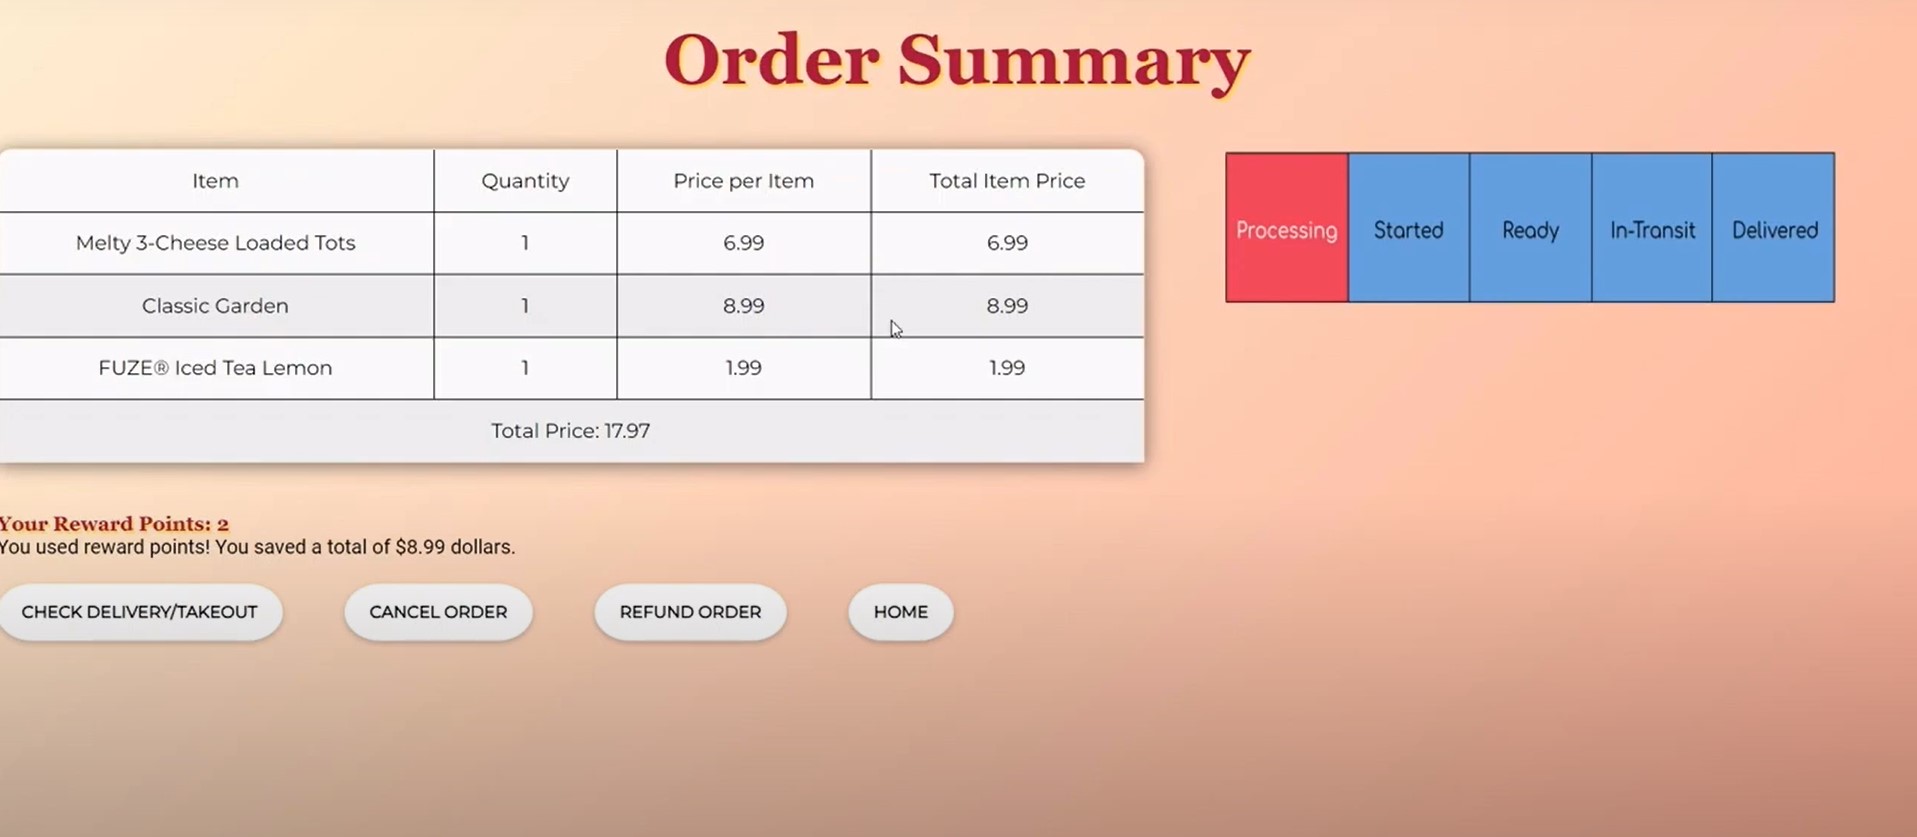 Order Summary
Item Quantity Price per Item Total Item Price
Melty 3-Cheese Loaded Tots 1 6.99 6.99
Classic Garden 1 8.99 8.99
FUZE® Iced Tea Lemon 1 1.99 1.99
Total Price: 17.97
Processing Started Ready In-Transit Delivered
Your Reward Points: 2
You used reward points! You saved a total of $8.99 dollars.
CHECK DELIVERY/TAKEOUT CANCEL ORDER REFUND ORDER HOME